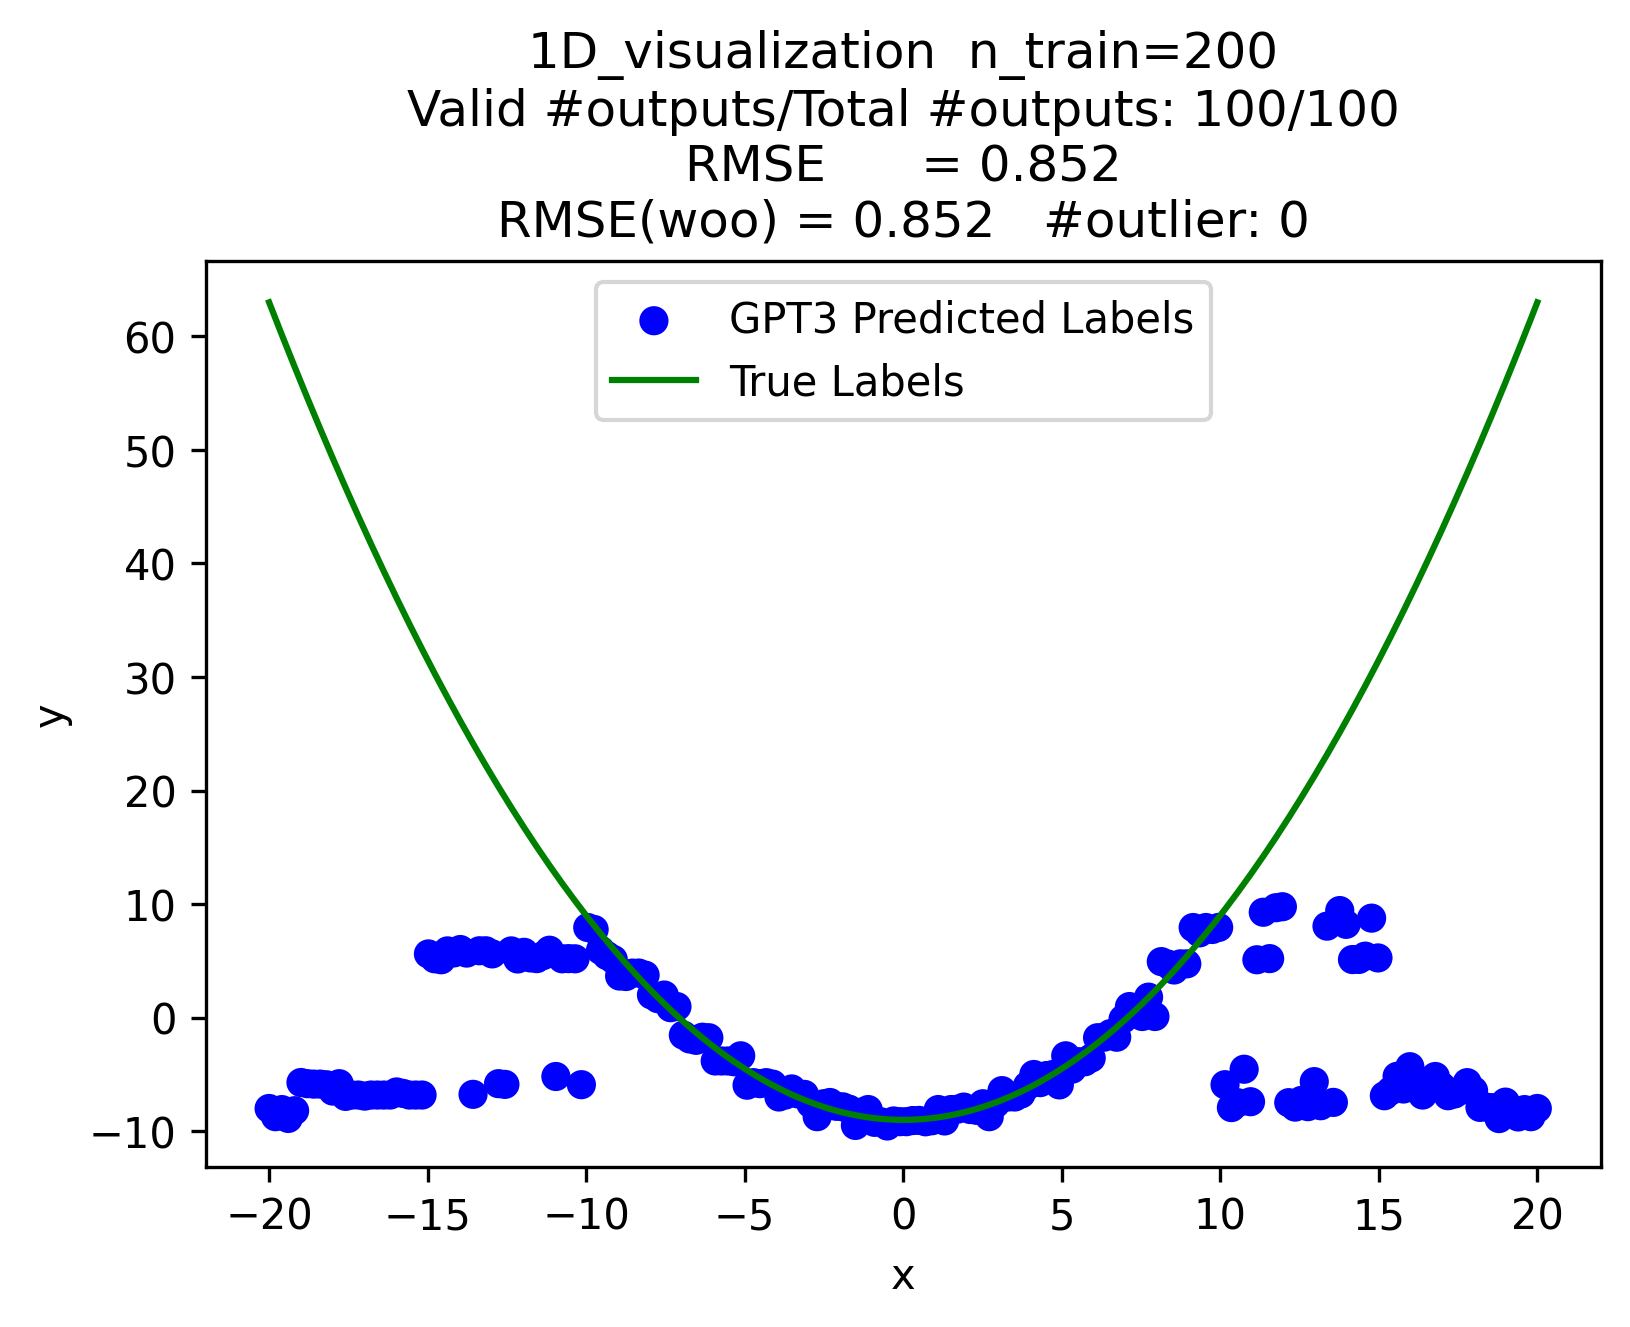 1D_visualization  n_train=200
Valid #outputs/Total #outputs: 100/100
RMSE      = 0.852
RMSE(woo) = 0.852   #outlier: 0
GPT3 Predicted Labels
True Labels
60
50
40
30
20
10
0
−10
y
−20 −15 −10 −5 0 5 10 15 20
x